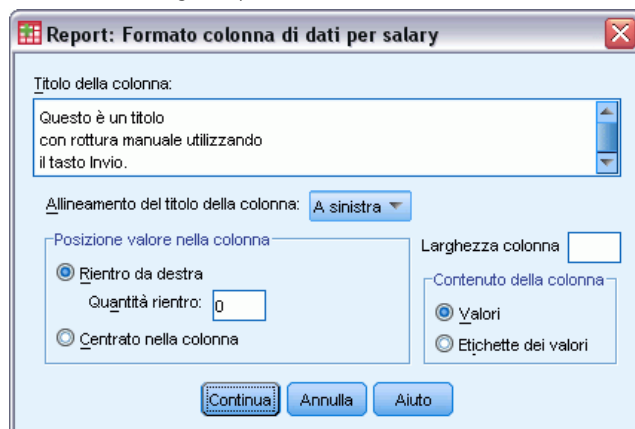 Report: Formato colonna di dati per salary
Titolo della colonna:
Questo è un titolo
con rottura manuale utilizzando
il tasto Invio.
Allineamento del titolo della colonna: A sinistra
Posizione valore nella colonna
Rientro da destra
Quantità rientro: 0
Centrato nella colonna
Larghezza colonna
Contenuto della colonna
Valori
Etichette dei valori
Continua Annulla Aiuto